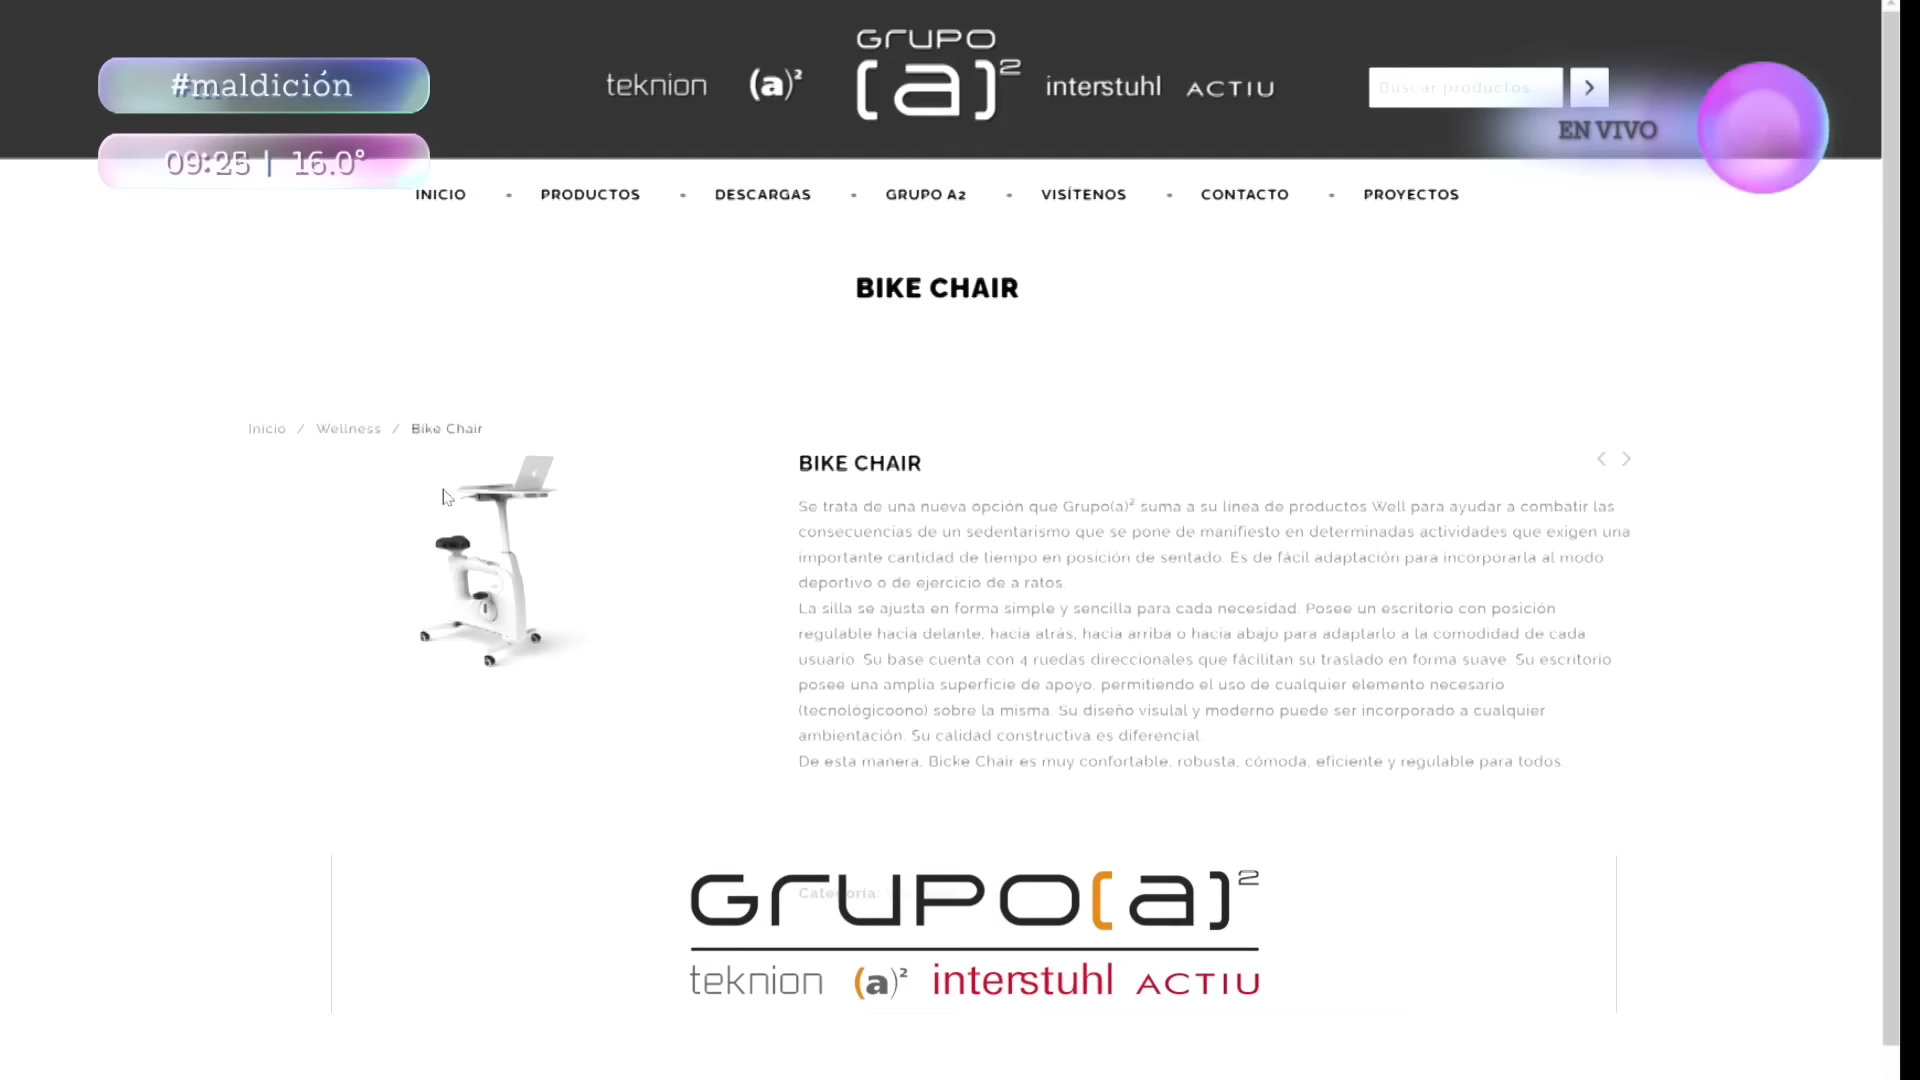 GRUPO
(a)²
teknion (a)² interstuhl ACTIU
Buscar productos
#maldición
EN VIVO
09:25 | 16.0°
INICIO - PRODUCTOS - DESCARGAS - GRUPO A2 - VISÍTENOS - CONTACTO - PROYECTOS
BIKE CHAIR
Inicio / Wellness / Bike Chair
BIKE CHAIR
Se trata de una nueva opción que Grupo(a)² suma a su línea de productos Well para ayudar a combatir las
consecuencias de un sedentarismo que se pone de manifiesto en determinadas actividades que exigen una
importante cantidad de tiempo en posición de sentado. Es de fácil adaptación para incorporarla al modo
deportivo o de ejercicio de a ratos.
La silla se ajusta en forma simple y sencilla para cada necesidad. Posee un escritorio con posición
regulable hacia delante, hacia atrás, hacia arriba o hacia abajo para adaptarlo a la comodidad de cada
usuario. Su base cuenta con 4 ruedas direccionales que fácilitan su traslado en forma suave. Su escritorio
posee una amplia superficie de apoyo, permitiendo el uso de cualquier elemento necesario
(tecnológicoono) sobre la misma. Su diseño visulal y moderno puede ser incorporado a cualquier
ambientación. Su calidad constructiva es diferencial.
De esta manera, Bicke Chair es muy confortable, robusta, cómoda, eficiente y regulable para todos
Categoría:
GRUPO(a)²
teknion (a)² interstuhl ACTIU